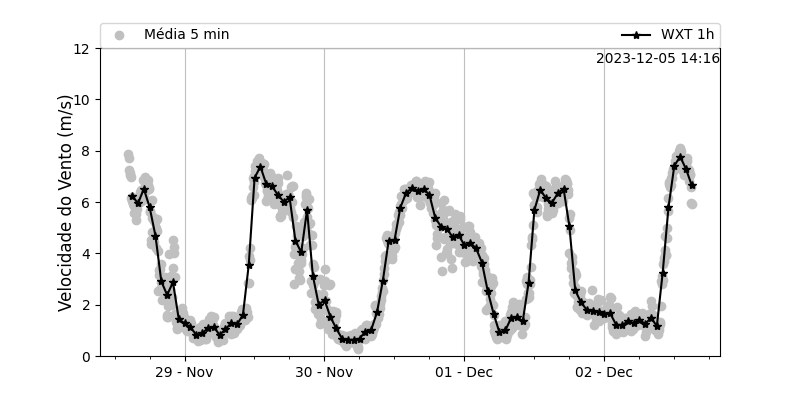 Média 5 min
WXT 1h
2023-12-05 14:16
Velocidade do Vento (m/s)
12
10
8
6
4
2
0
29 - Nov
30 - Nov
01 - Dec
02 - Dec